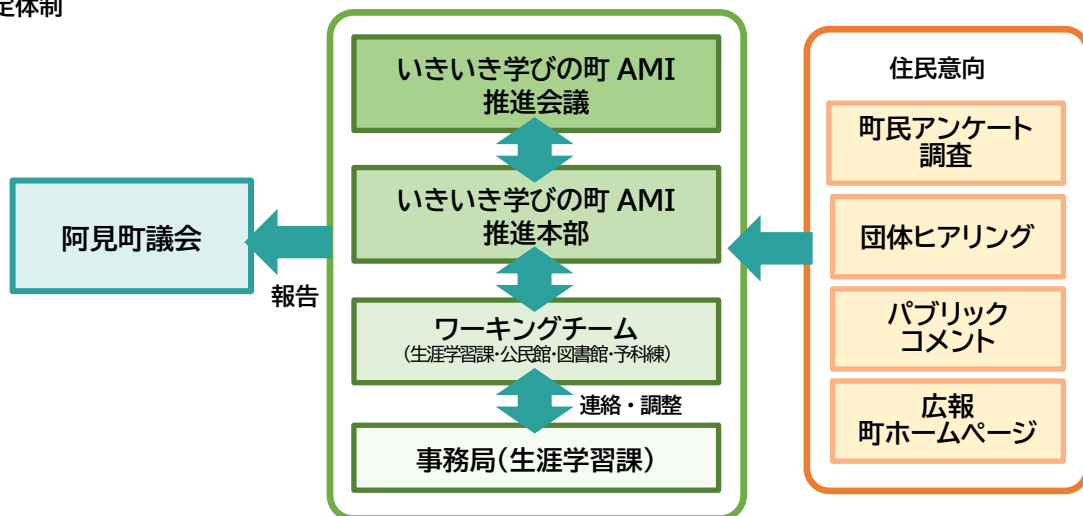 定体制
いきいき学びの町 AMI
推進会議
いきいき学びの町 AMI
推進本部
ワーキングチーム
(生涯学習課・公民館・図書館・予科練)
連絡・調整
事務局(生涯学習課)
阿見町議会
報告
住民意向
町民アンケート
調査
団体ヒアリング
パブリック
コメント
広報
町ホームページ